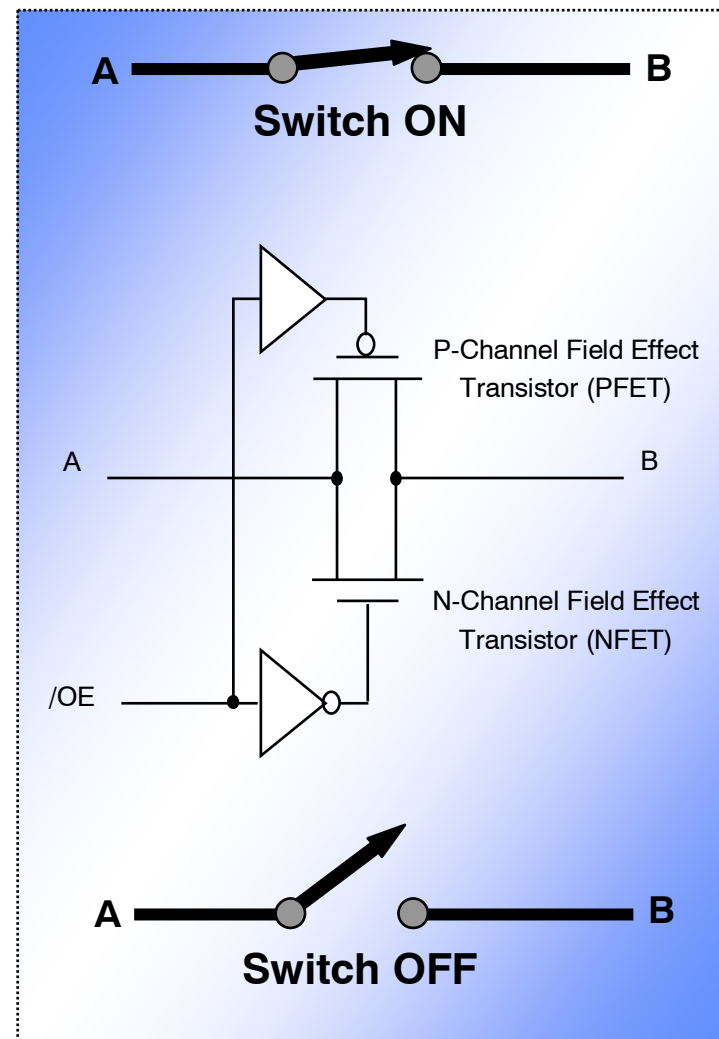 A B
Switch ON
P-Channel Field Effect
Transistor (PFET)
A B
N-Channel Field Effect
Transistor (NFET)
/OE
A B
Switch OFF